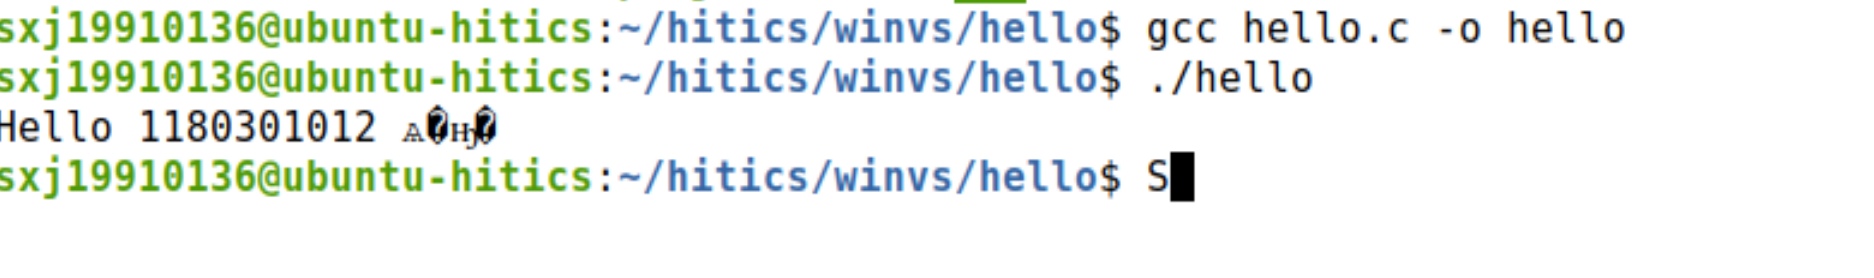 sxj19910136@ubuntu-hitics:~/hitics/winvs/hello$ gcc hello.c -o hello
sxj19910136@ubuntu-hitics:~/hitics/winvs/hello$ ./hello
Hello 1180301012
sxj19910136@ubuntu-hitics:~/hitics/winvs/hello$ S